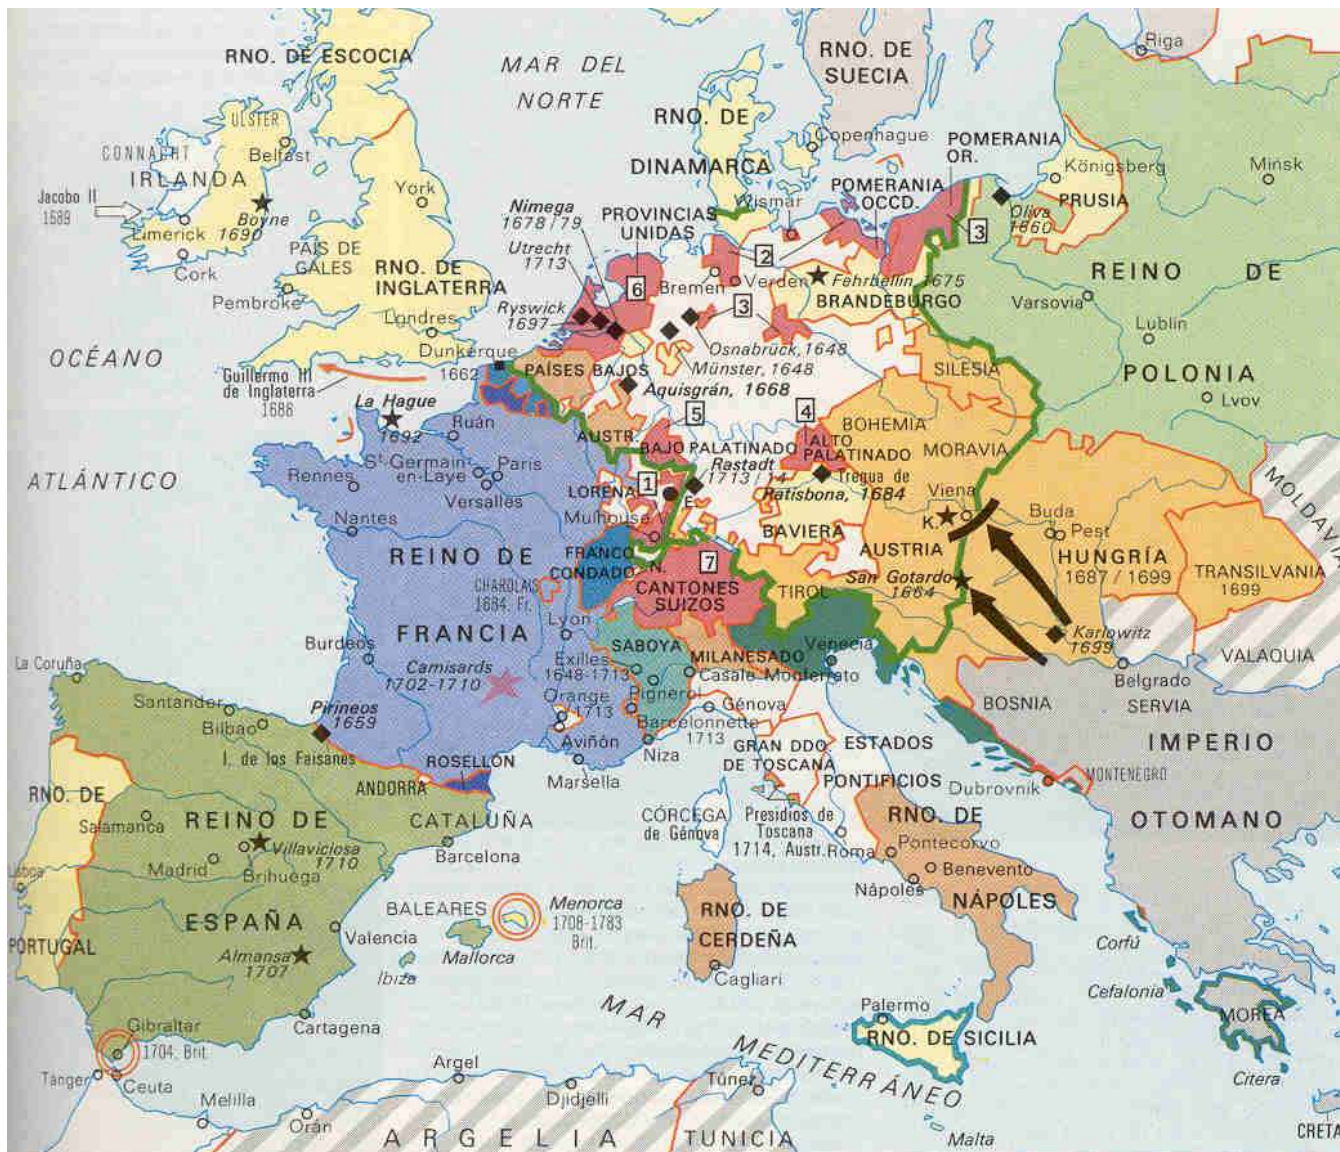 RNO. DE ESCOCIA
MAR DEL
NORTE
RNO. DE
SUECIA
Riga
ULSTER
CONNACHT
Belfast
IRLANDA
Jacobo II
1689
Boyne
Limerick 1690
Cork
York
PAÍS DE
GALES
RNO. DE
INGLATERRA
Pembroke
Londres
RNO. DE
DINAMARCA
Copenhague
POMERANIA
OR.
POMERANIA
OCCD.
Königsberg
Minsk
PRUSIA
Oliva
1660
Wismar
Nimega
1678/79
Utrecht
1713
PROVINCIAS
UNIDAS
2
3
6
Bremen
Verden
Fehrbellin, 1675
BRANDEBURGO
REINO DE
POLONIA
Varsovia
Lublin
Lvov
Ryswick
1697
3
Osnabrück, 1648
Münster, 1648
OCÉANO
ATLÁNTICO
Dunkerque
1662
Guillermo III
de Inglaterra
1688
PAÍSES BAJOS
Aquisgrán, 1668
SILESIA
La Hague
1692
Ruán
5
4
BOHEMIA
MORAVIA
AUSTR.
BAJO PALATINADO
ALTO
PALATINADO
St-Germain-
en-Laye
Paris
Versalles
Rennes
Nantes
Rastadt
1713/14
Tregua de
Ratisbona, 1684
LORENA
1
E.
Mulhouse
Viena
K.
Buda
Pest
BAVIERA
AUSTRIA
HUNGRÍA
1687 / 1699
MOLDAVIA
TRANSILVANIA
1699
REINO DE
FRANCIA
FRANCO
CONDADO
N.
7
CANTONES
SUIZOS
San Gotardo
1664
TIROL
CHAROLAIS
1684, Fr.
Lyon
Burdeos
SABOYA
MILANESADO
Venecia
Karlowitz
1699
VALAQUIA
La Coruña
Camisards
1702-1710
Exilles
1648-1713
Pignerol
Casale Monferrato
Belgrado
BOSNIA
SERVIA
Santander
Bilbao
Pirineos
1659
Orange
1713
Barcelonnetta
1713
Génova
I. de los Faisanes
Aviñón
Niza
Marsella
GRAN DDO.
DE TOSCANA
ESTADOS
PONTIFICIOS
IMPERIO
OTOMANO
ROSELLÓN
ANDORRA
MONTENEGRO
Dubrovnik
RNO. DE
PORTUGAL
Lisboa
Salamanca
REINO DE
ESPAÑA
CATALUÑA
Barcelona
Villaviciosa
1710
Madrid
Brihuega
CÓRCEGA
de Génova
Presidios de
Toscana
1714, Austr.
Roma
RNO. DE
NÁPOLES
Pontecorvo
Benevento
Nápoles
BALEARES
Menorca
1708-1783
Brit.
Mallorca
Ibiza
Valencia
Almansa
1707
RNO. DE
CERDEÑA
Cagliari
Corfú
Cefalonia
MOREA
Citera
Cartagena
Gibraltar
1704, Brit.
Tánger
Ceuta
Melilla
Orán
Argel
Djidjelli
Túnez
MAR
MEDITERRÁNEO
Palermo
RNO. DE SICILIA
Malta
ARGELIA
TUNICIA
CRETA